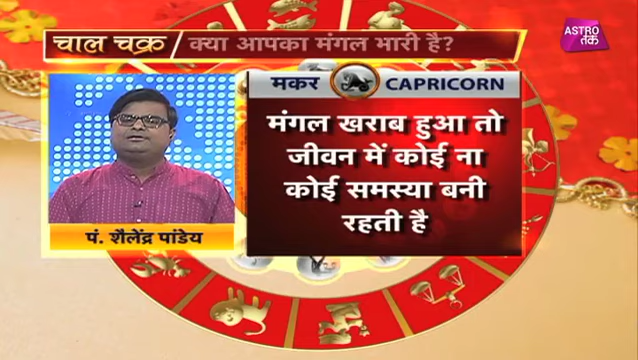 चाल चक्र / क्या आपका मंगल भारी है?
ASTRO
तक
मकर CAPRICORN
मंगल खराब हुआ तो
जीवन में कोई ना
कोई समस्या बनी
रहती है
पं. शैलेंद्र पांडेय